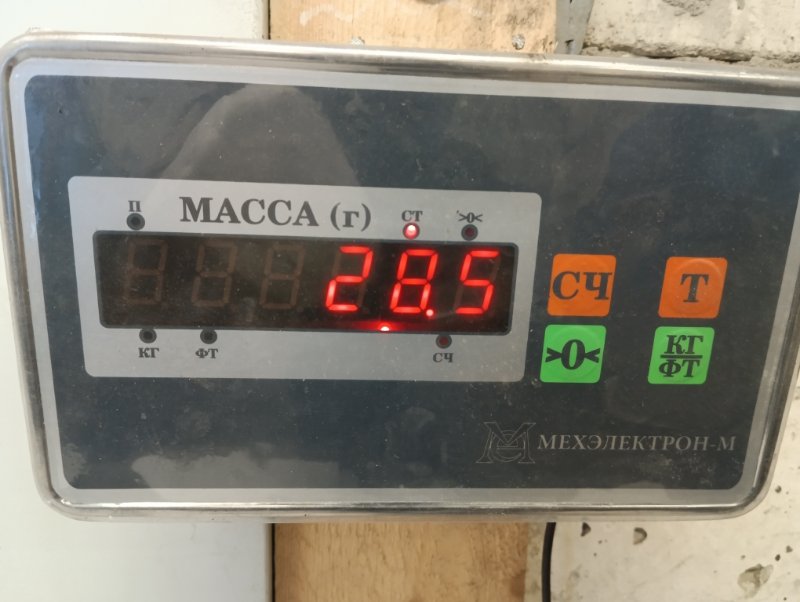 П МАССА (г) СТ >0<
28.5
КГ ФТ СЧ
СЧ Т
>0< КГ/ФТ
МЕХЭЛЕКТРОН-М